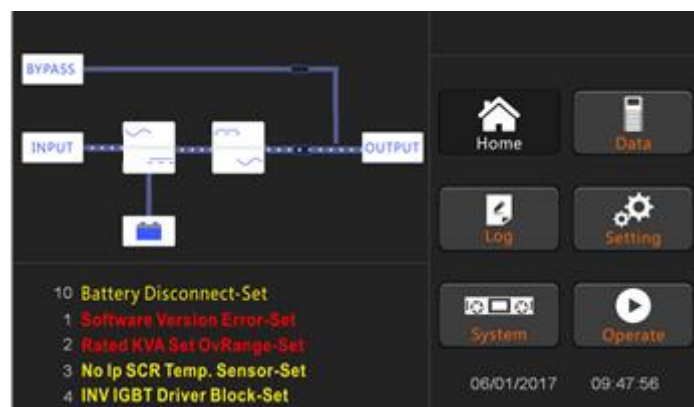 BYPASS
INPUT
OUTPUT
10 Battery Disconnect-Set
1 Software Version Error-Set
2 Rated KVA Set OvRange-Set
3 No Ip SCR Temp. Sensor-Set
4 INV IGBT Driver Block-Set
Home
Data
Log
Setting
System
Operate
06/01/2017 09:47:56